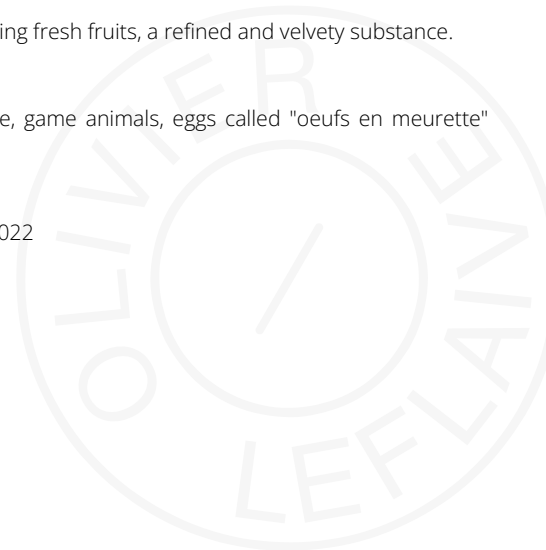 ing fresh fruits, a refined and velvety substance.
e, game animals, eggs called "oeufs en meurette"
022
OLIVIER
LEFLAIVE